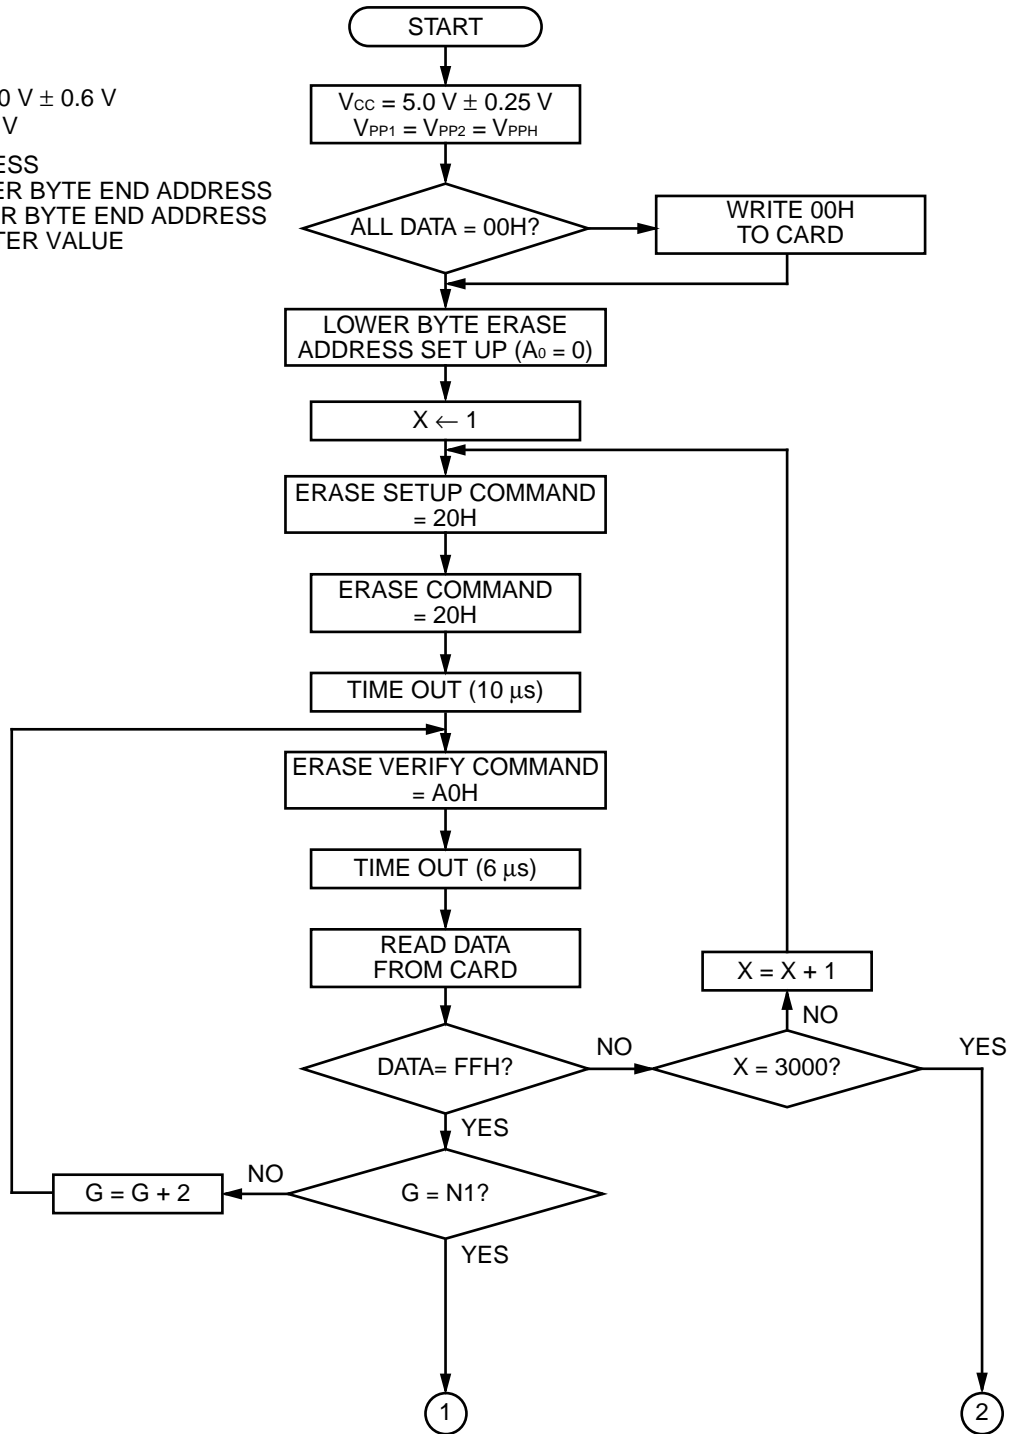 START
0 V ± 0.6 V
V
VCC = 5.0 V ± 0.25 V
VPP1 = VPP2 = VPPH
ESS
ER BYTE END ADDRESS
R BYTE END ADDRESS
TER VALUE
ALL DATA = 00H?
WRITE 00H
TO CARD
LOWER BYTE ERASE
ADDRESS SET UP (A0 = 0)
X ← 1
ERASE SETUP COMMAND
= 20H
ERASE COMMAND
= 20H
TIME OUT (10 µs)
ERASE VERIFY COMMAND
= A0H
TIME OUT (6 µs)
READ DATA
FROM CARD
X = X + 1
NO
DATA= FFH?
NO
X = 3000?
YES
YES
G = G + 2
NO
G = N1?
YES
1
2